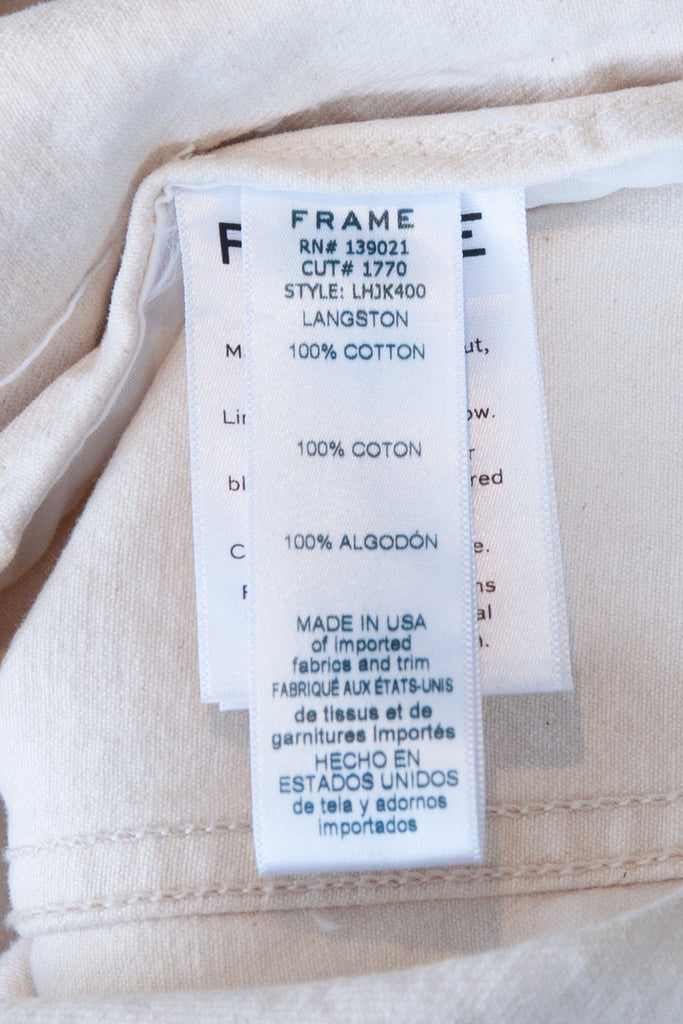 FRAME
RN# 139021
CUT# 1770
STYLE: LHJK400
LANGSTON
100% COTTON
100% COTON
100% ALGODÓN
MADE IN USA
of imported
fabrics and trim
FABRIQUÉ AUX ÉTATS-UNIS
de tissus et de
garnitures importés
HECHO EN
ESTADOS UNIDOS
de tela y adornos
importados